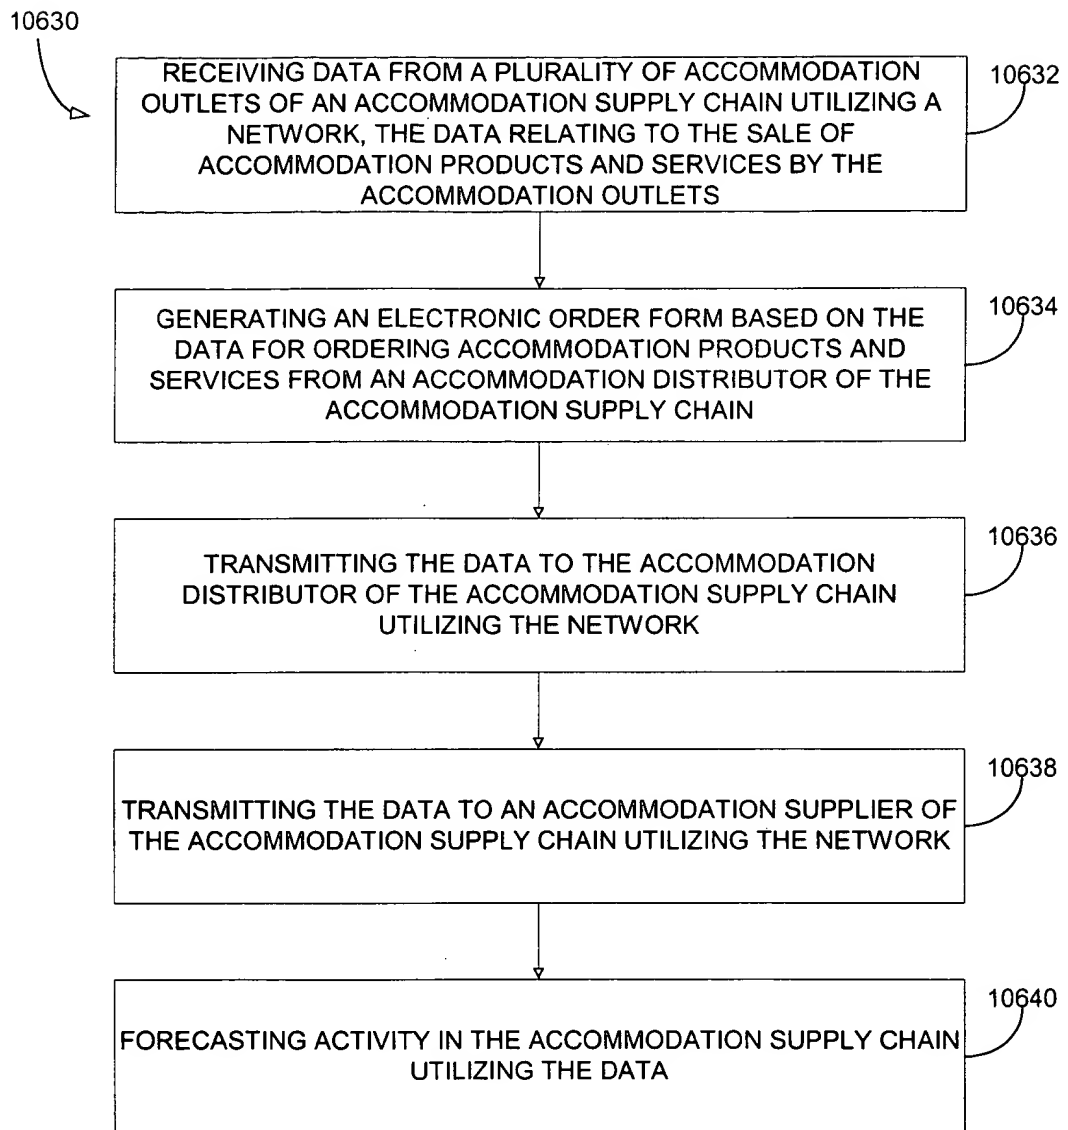 10630
RECEIVING DATA FROM A PLURALITY OF ACCOMMODATION
OUTLETS OF AN ACCOMMODATION SUPPLY CHAIN UTILIZING A
NETWORK, THE DATA RELATING TO THE SALE OF
ACCOMMODATION PRODUCTS AND SERVICES BY THE
ACCOMMODATION OUTLETS
10632
GENERATING AN ELECTRONIC ORDER FORM BASED ON THE
DATA FOR ORDERING ACCOMMODATION PRODUCTS AND
SERVICES FROM AN ACCOMMODATION DISTRIBUTOR OF THE
ACCOMMODATION SUPPLY CHAIN
10634
TRANSMITTING THE DATA TO THE ACCOMMODATION
DISTRIBUTOR OF THE ACCOMMODATION SUPPLY CHAIN
UTILIZING THE NETWORK
10636
TRANSMITTING THE DATA TO AN ACCOMMODATION SUPPLIER OF
THE ACCOMMODATION SUPPLY CHAIN UTILIZING THE NETWORK
10638
FORECASTING ACTIVITY IN THE ACCOMMODATION SUPPLY CHAIN
UTILIZING THE DATA
10640